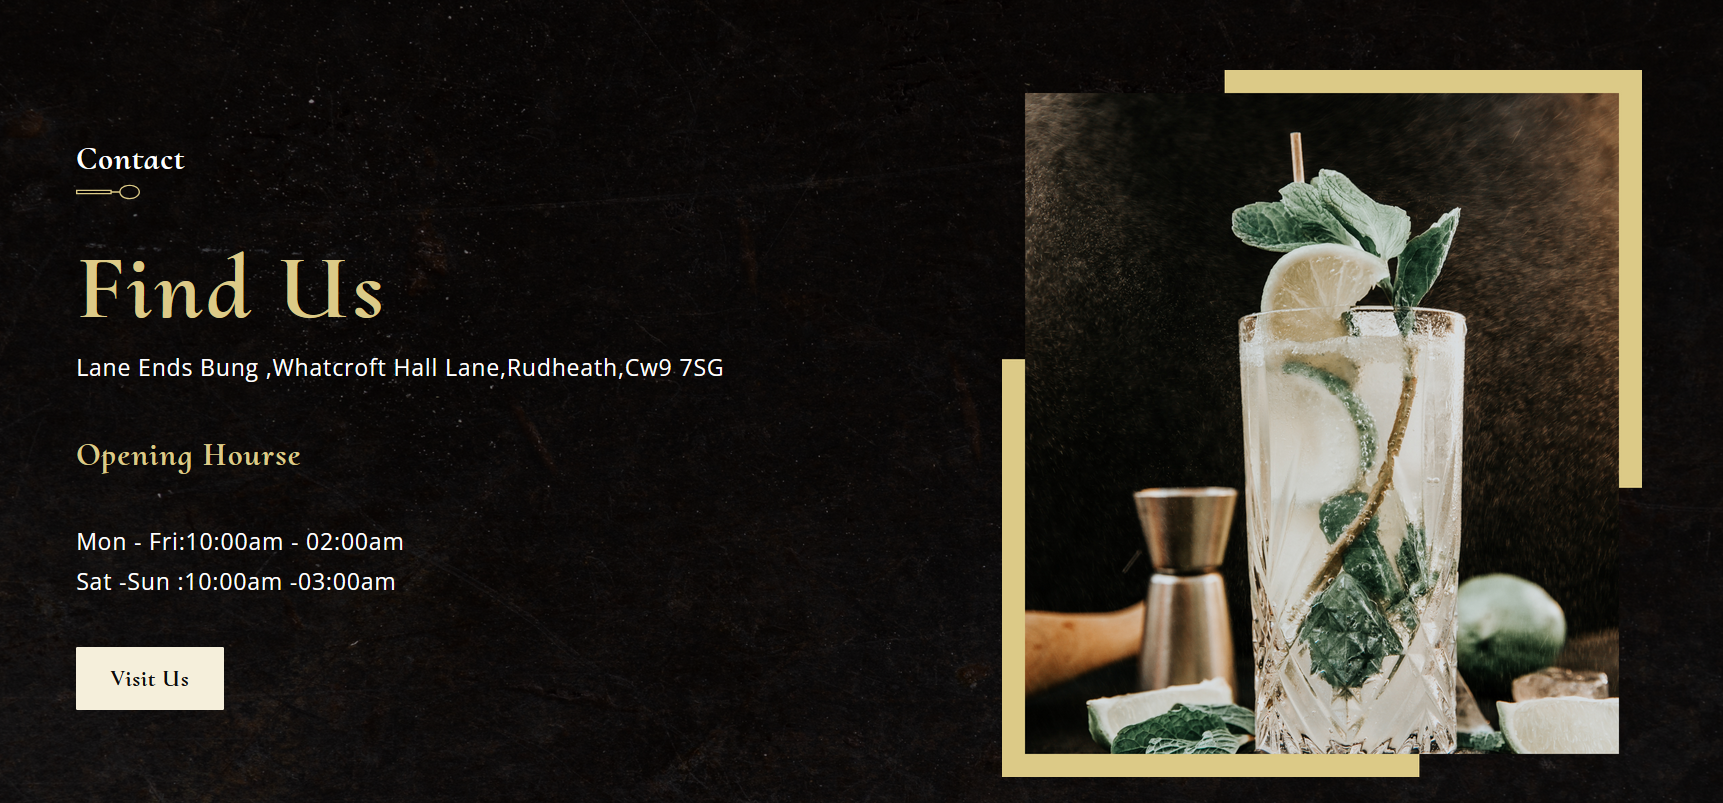 Contact
Find Us
Lane Ends Bung ,Whatcroft Hall Lane,Rudheath,Cw9 7SG
Opening Hourse
Mon - Fri:10:00am - 02:00am
Sat -Sun :10:00am -03:00am
Visit Us